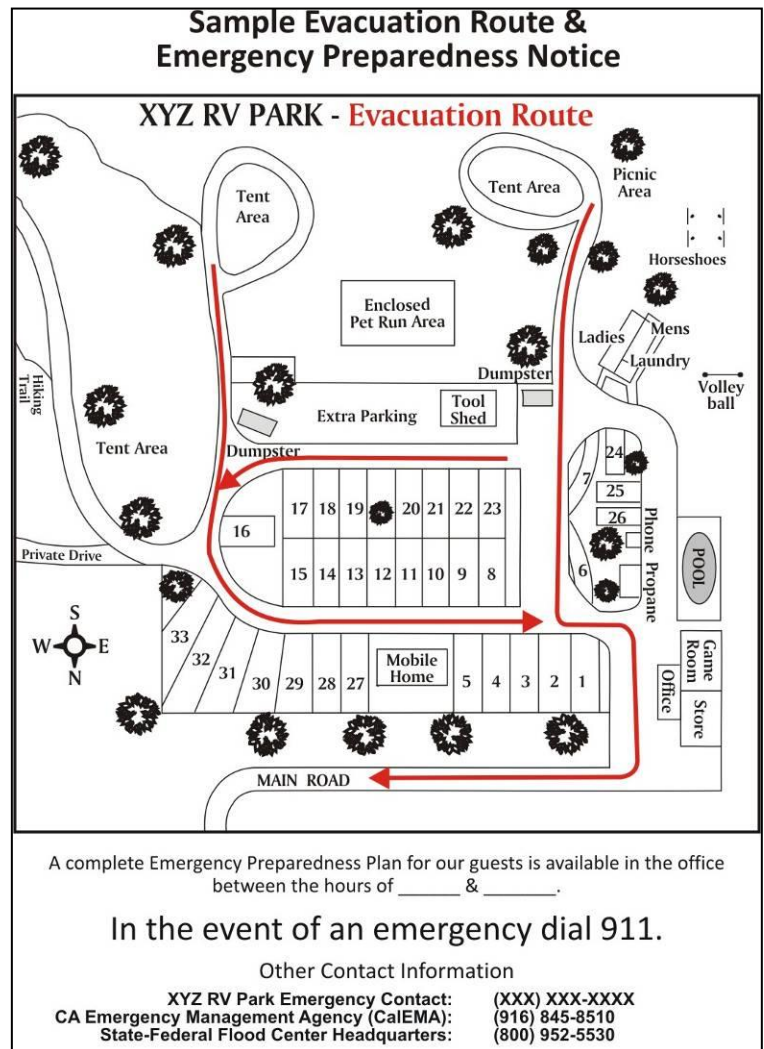 Sample Evacuation Route &
Emergency Preparedness Notice
XYZ RV PARK - Evacuation Route
Tent
Area
Tent Area
Picnic
Area
Horseshoes
Enclosed
Pet Run Area
Ladies
Mens
Laundry
Volley
ball
Hiking
Trail
Tent Area
Dumpster
Extra Parking
Tool
Shed
Dumpster
17 18 19 20 21 22 23
16
15 14 13 12 11 10 9 8
24
7
25
26
6
Phone
Propane
POOL
Private Drive
S
W E
N
33
32
31
30
29
28
27
Mobile
Home
5
4
3
2
1
Game
Room
Office
Store
MAIN ROAD
A complete Emergency Preparedness Plan for our guests is available in the office
between the hours of ______ & _______.
In the event of an emergency dial 911.
Other Contact Information
XYZ RV Park Emergency Contact: (XXX) XXX-XXXX
CA Emergency Management Agency (CalEMA): (916) 845-8510
State-Federal Flood Center Headquarters: (800) 952-5530